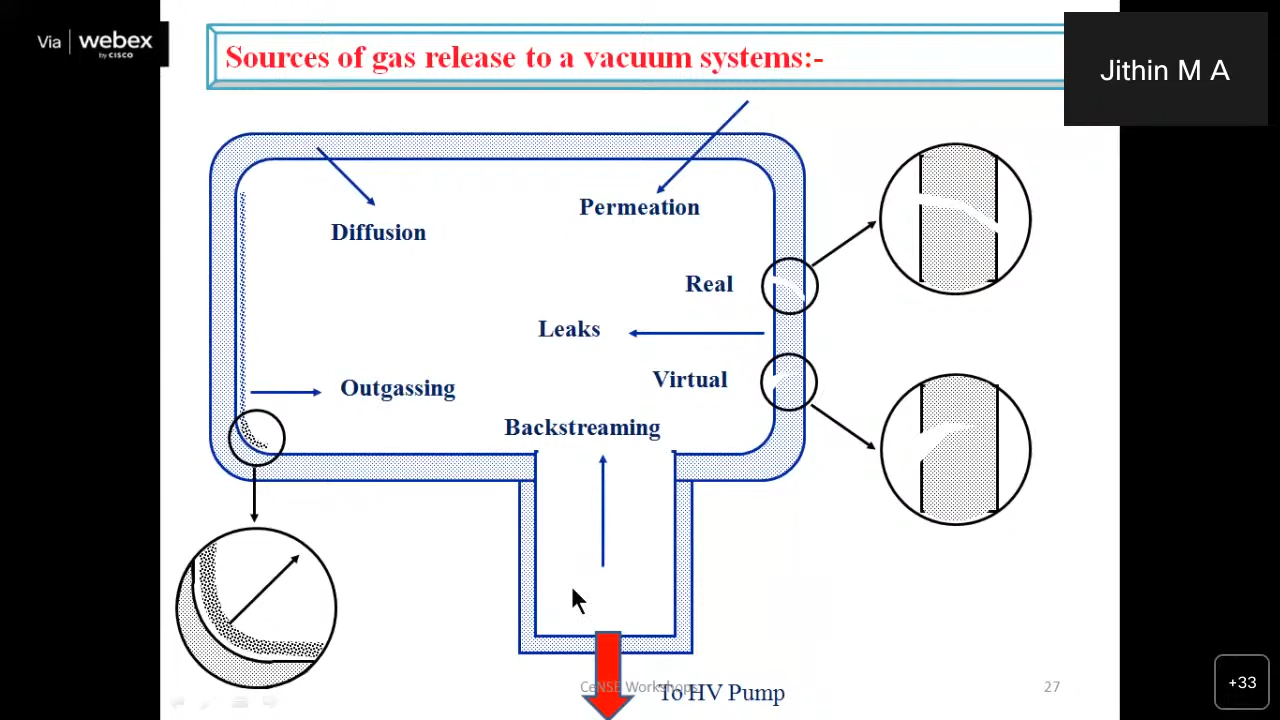 Via webex
by CISCO
Sources of gas release to a vacuum systems:-
Jithin M A
Permeation
Diffusion
Real
Leaks
Virtual
Outgassing
Backstreaming
CeNSE Workshops
To HV Pump
27
+33